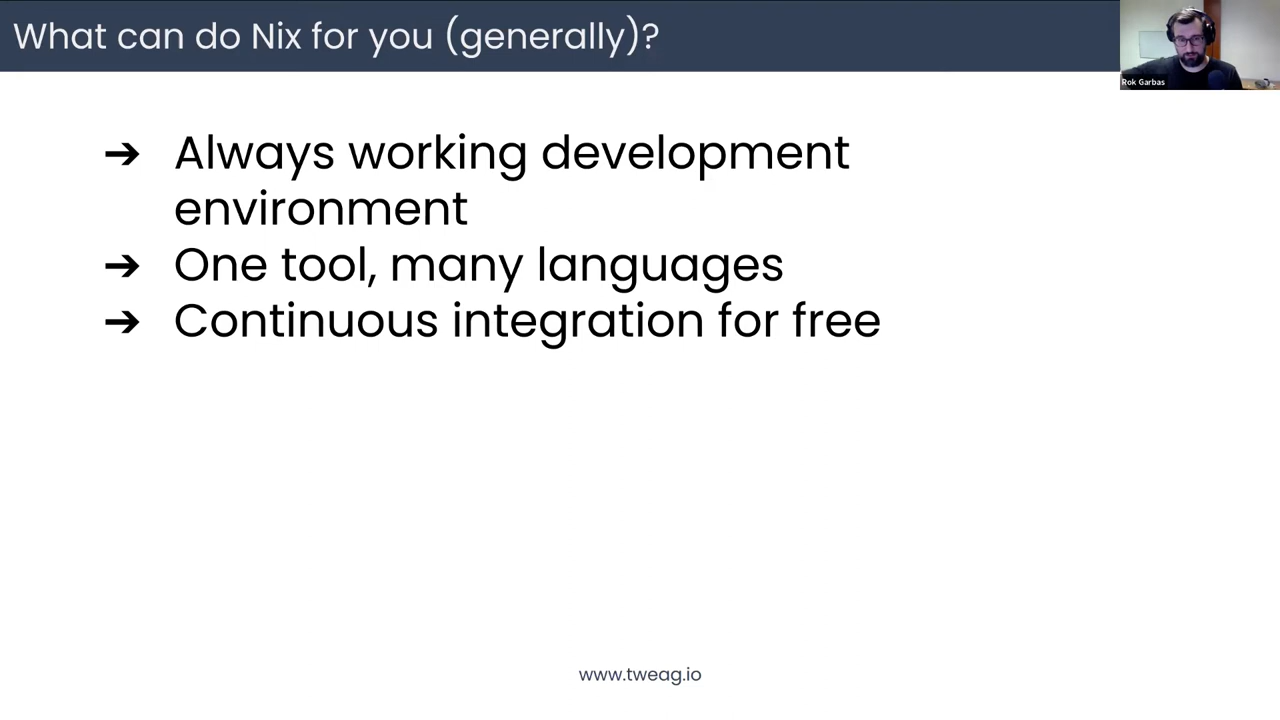 What can do Nix for you (generally)?
Rok Garbas
➔ Always working development
environment
➔ One tool, many languages
➔ Continuous integration for free
www.tweag.io